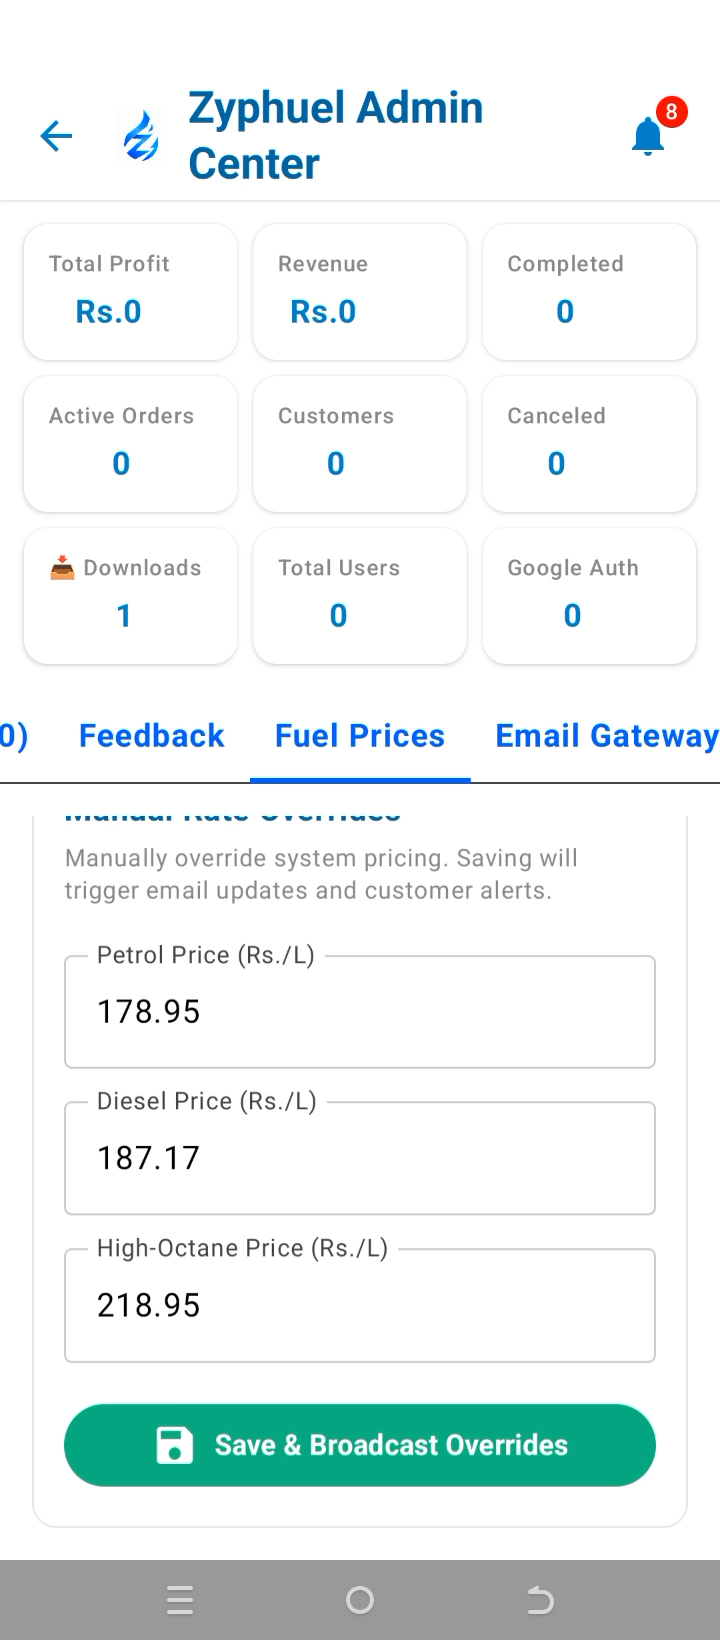 Zyphuel Admin
Center
8
Total Profit
Rs.0
Revenue
Rs.0
Completed
0
Active Orders
0
Customers
0
Canceled
0
📥 Downloads
1
Total Users
0
Google Auth
0
0)
Feedback
Fuel Prices
Email Gateway
Manual Rate Overrides
Manually override system pricing. Saving will
trigger email updates and customer alerts.
Petrol Price (Rs./L)
178.95
Diesel Price (Rs./L)
187.17
High-Octane Price (Rs./L)
218.95
Save & Broadcast Overrides